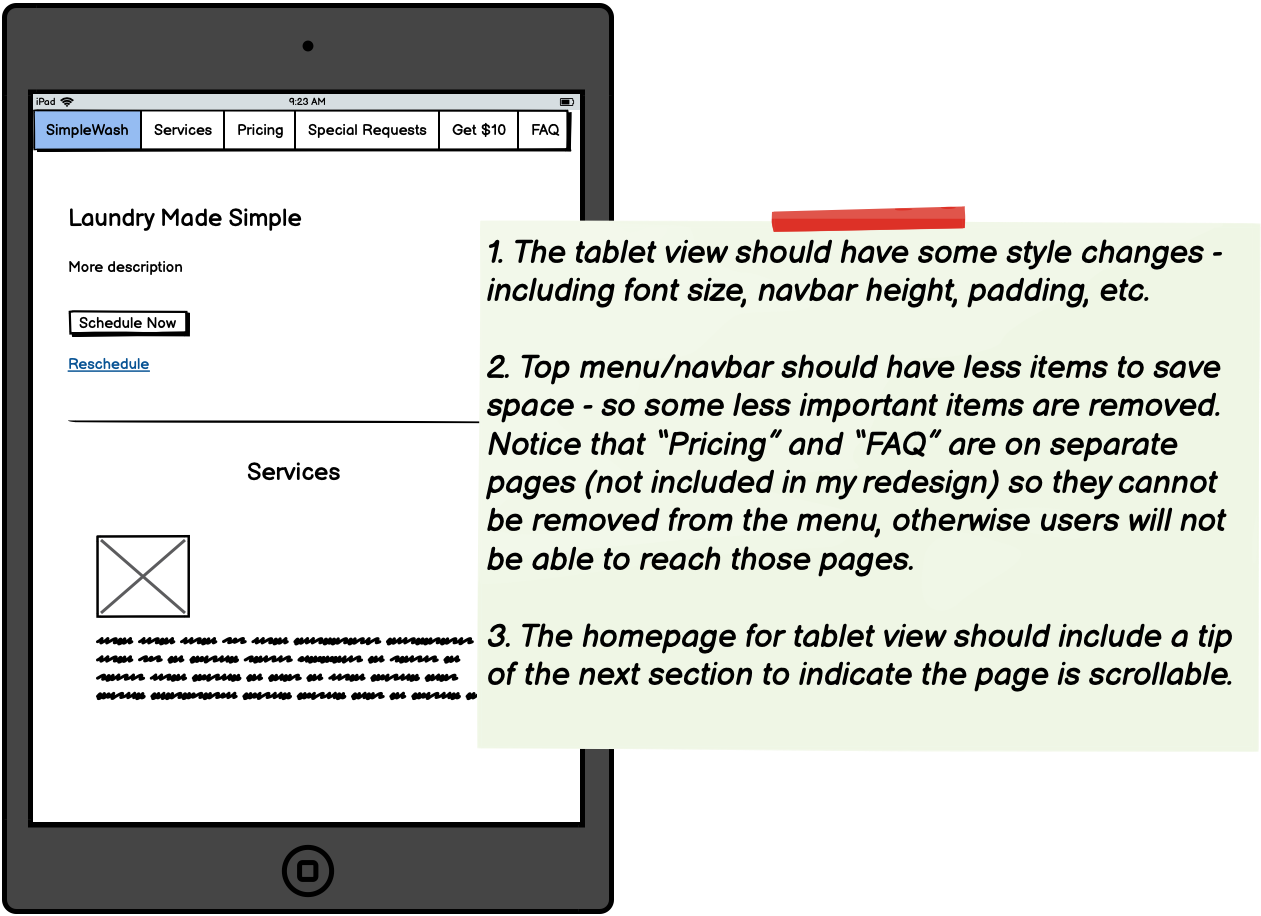 iPad 9:23 AM
SimpleWash Services Pricing Special Requests Get $10 FAQ
Laundry Made Simple
More description
Schedule Now
Reschedule
Services
1. The tablet view should have some style changes -
including font size, navbar height, padding, etc.
2. Top menu/navbar should have less items to save
space - so some less important items are removed.
Notice that “Pricing” and “FAQ” are on separate
pages (not included in my redesign) so they cannot
be removed from the menu, otherwise users will not
be able to reach those pages.
3. The homepage for tablet view should include a tip
of the next section to indicate the page is scrollable.